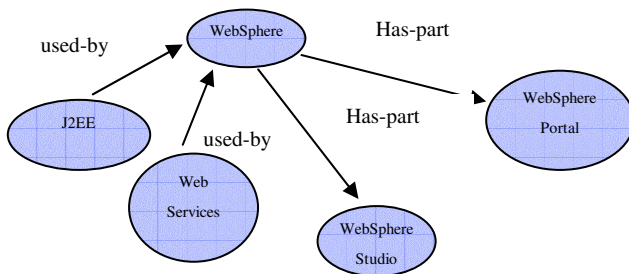 WebSphere
Has-part
used-by
WebSphere
Portal
J2EE
Has-part
used-by
Web
Services
WebSphere
Studio